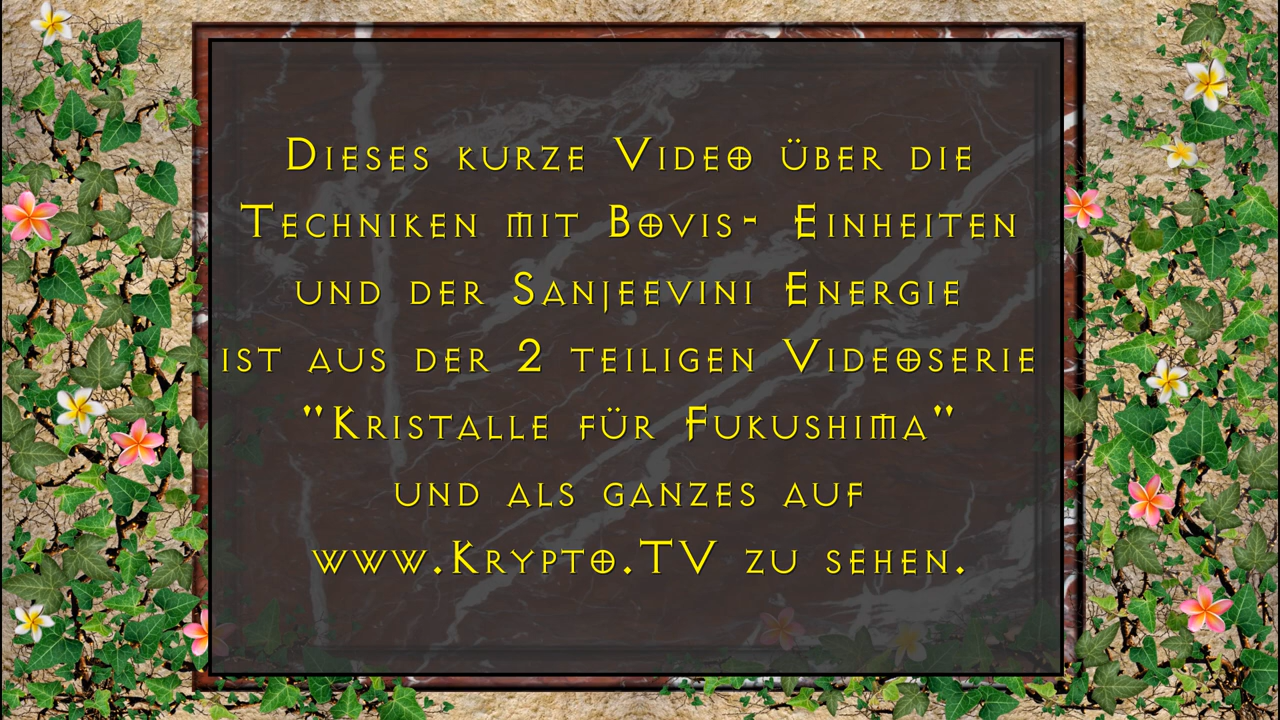 Dieses kurze Video über die
Techniken mit Bovis- Einheiten
und der Sanjeevini Energie
ist aus der 2 teiligen Videoserie
"Kristalle für Fukushima"
und als ganzes auf
www.Krypto.TV zu sehen.